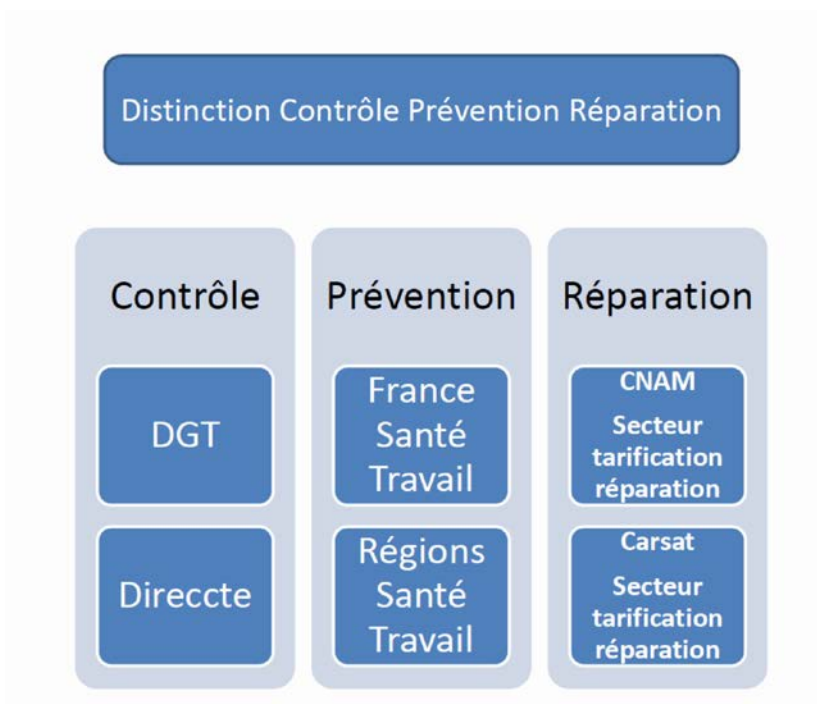 Distinction Contrôle Prévention Réparation
Contrôle
DGT
Direccte
Prévention
France
Santé
Travail
Régions
Santé
Travail
Réparation
CNAM
Secteur
tarification
réparation
Carsat
Secteur
tarification
réparation